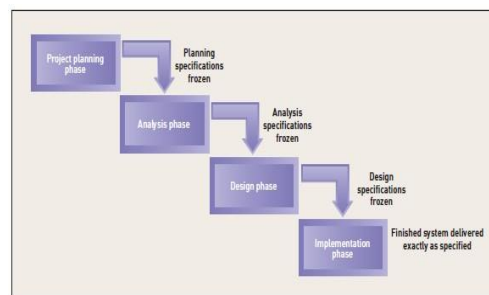 Project planning
phase
Planning
specifications
frozen
Analysis phase
Analysis
specifications
frozen
Design phase
Design
specifications
frozen
Implementation
phase
Finished system delivered
exactly as specified